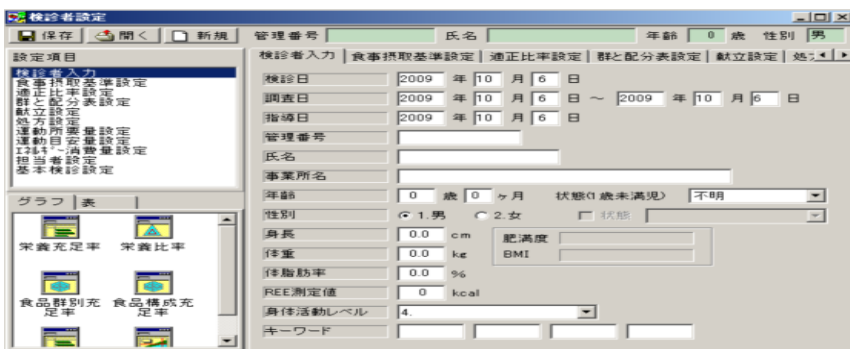 検診者設定
保存 開く 新規 管理番号 氏名 年齢 0 歳 性別 男
設定項目
検診者入力
食事摂取基準設定
適正比率設定
群と配分表設定
献立設定
処方設定
運動所要量設定
運動目安量設定
エネルギー消費量設定
担当者設定
基本検診設定
グラフ 表
栄養充足率 栄養比率
食品群別充足率 食品構成充足率
検診者入力 食事摂取基準設定 適正比率設定 群と配分表設定 献立設定 処
検診日 2009 年 10 月 6 日
調査日 2009 年 10 月 6 日 ~ 2009 年 10 月 6 日
指導日 2009 年 10 月 6 日
管理番号
氏名
事業所名
年齢 0 歳 0 ヶ月 状態(1歳未満児) 不明
性別 1.男 2.女 状態
身長 0.0 cm 肥満度
体重 0.0 kg BMI
体脂肪率 0.0 %
REE測定値 0 kcal
身体活動レベル 4.
キーワード